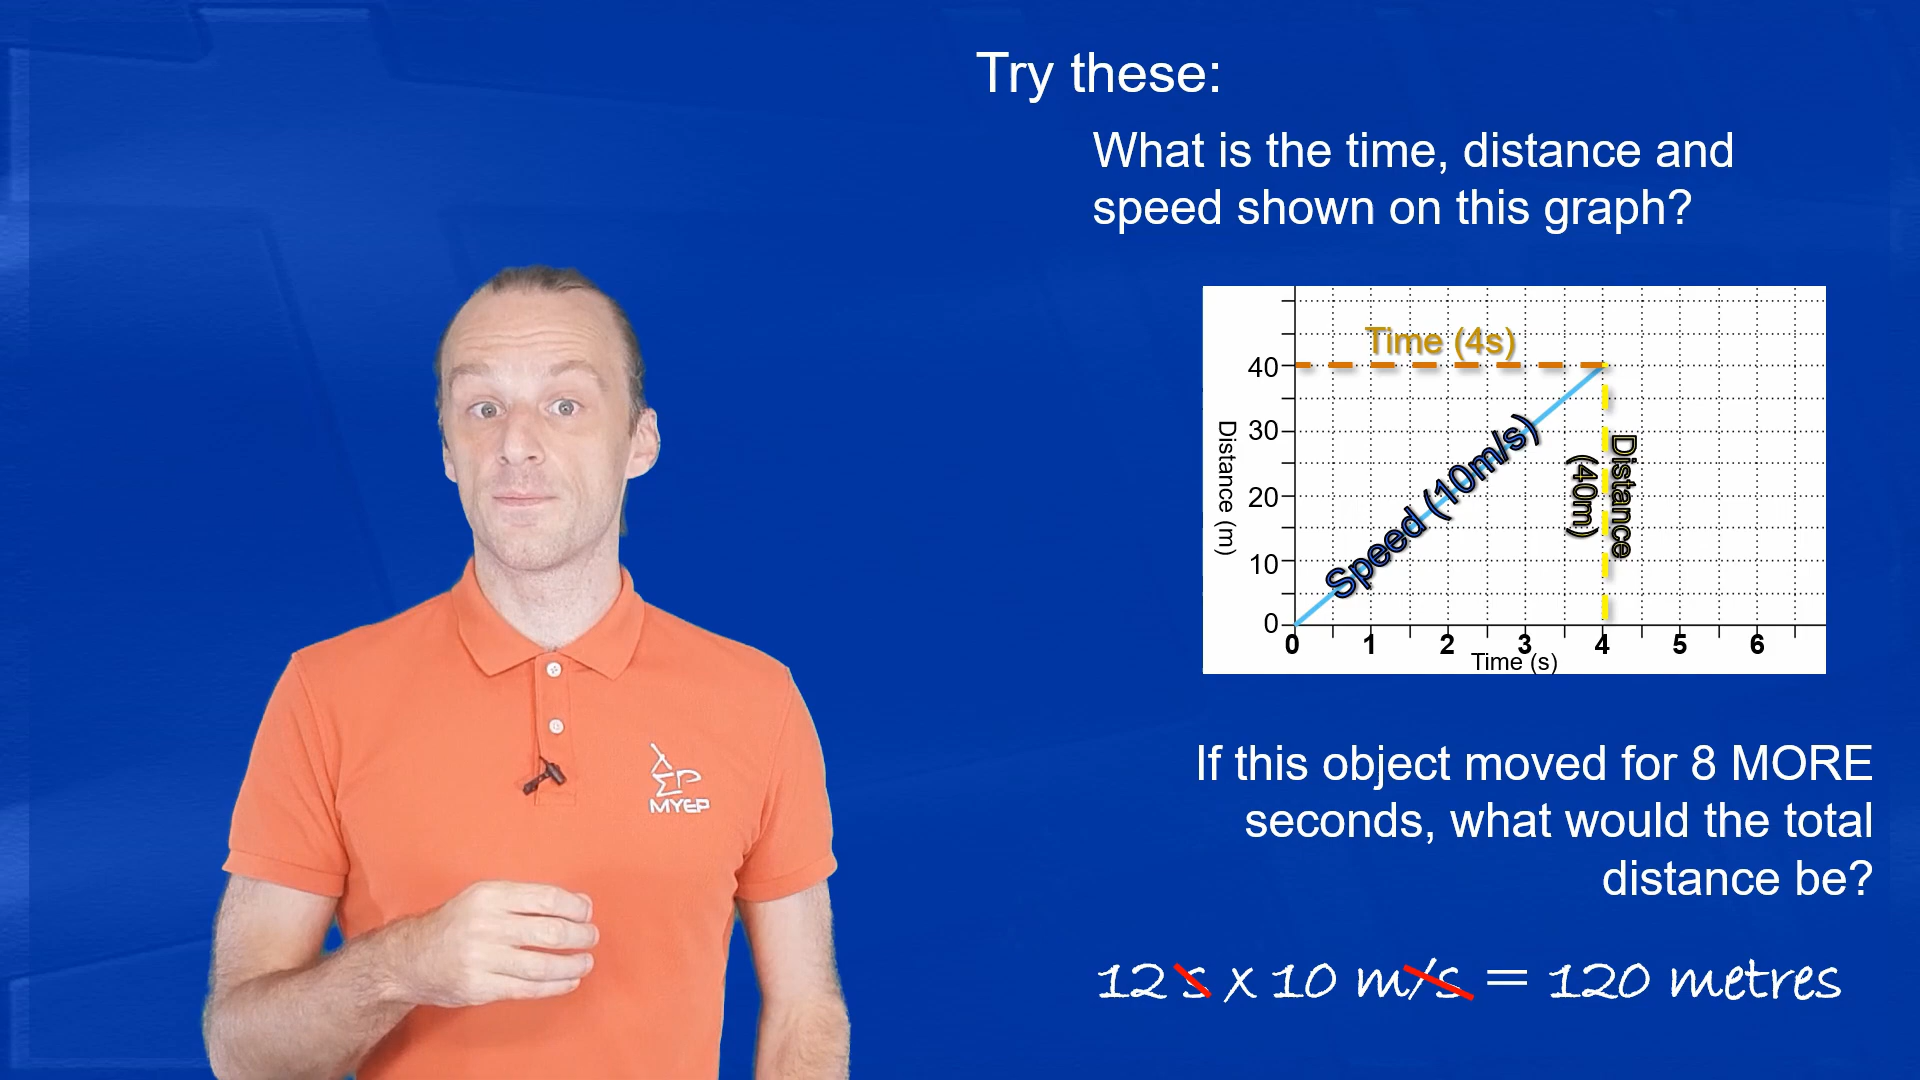 Try these:
What is the time, distance and
speed shown on this graph?
Time (4s)
Speed (10m/s)
Distance
(40m)
Distance (m)
40
30
20
10
0
0 1 2 3 4 5 6
Time (s)
MYEP
If this object moved for 8 MORE
seconds, what would the total
distance be?
12 s x 10 m/s = 120 metres